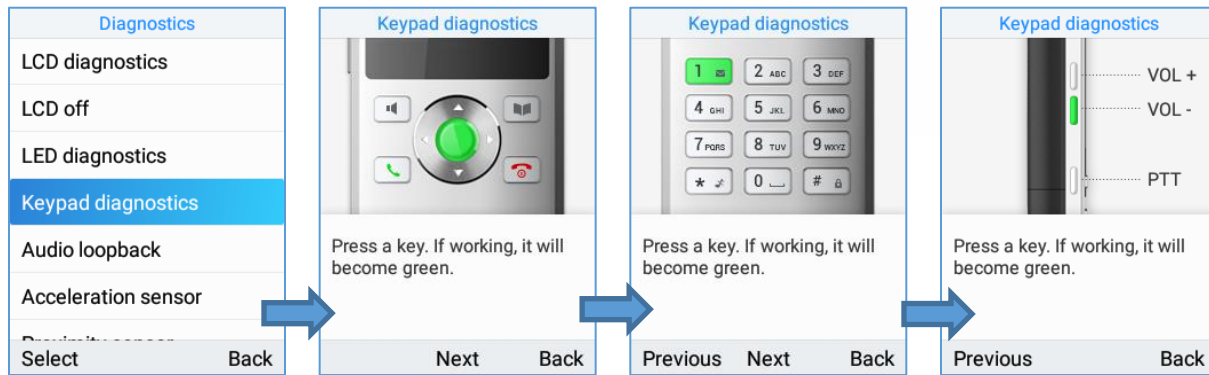 Diagnostics
LCD diagnostics
LCD off
LED diagnostics
Keypad diagnostics
Audio loopback
Acceleration sensor
Proximity sensor
Select Back
Keypad diagnostics
Press a key. If working, it will
become green.
Next Back
Keypad diagnostics
1
2 ABC
3 DEF
4 GHI
5 JKL
6 MNO
7 PQRS
8 TUV
9 WXYZ
*
0
#
Press a key. If working, it will
become green.
Previous Next Back
Keypad diagnostics
VOL +
VOL -
PTT
Press a key. If working, it will
become green.
Previous Back